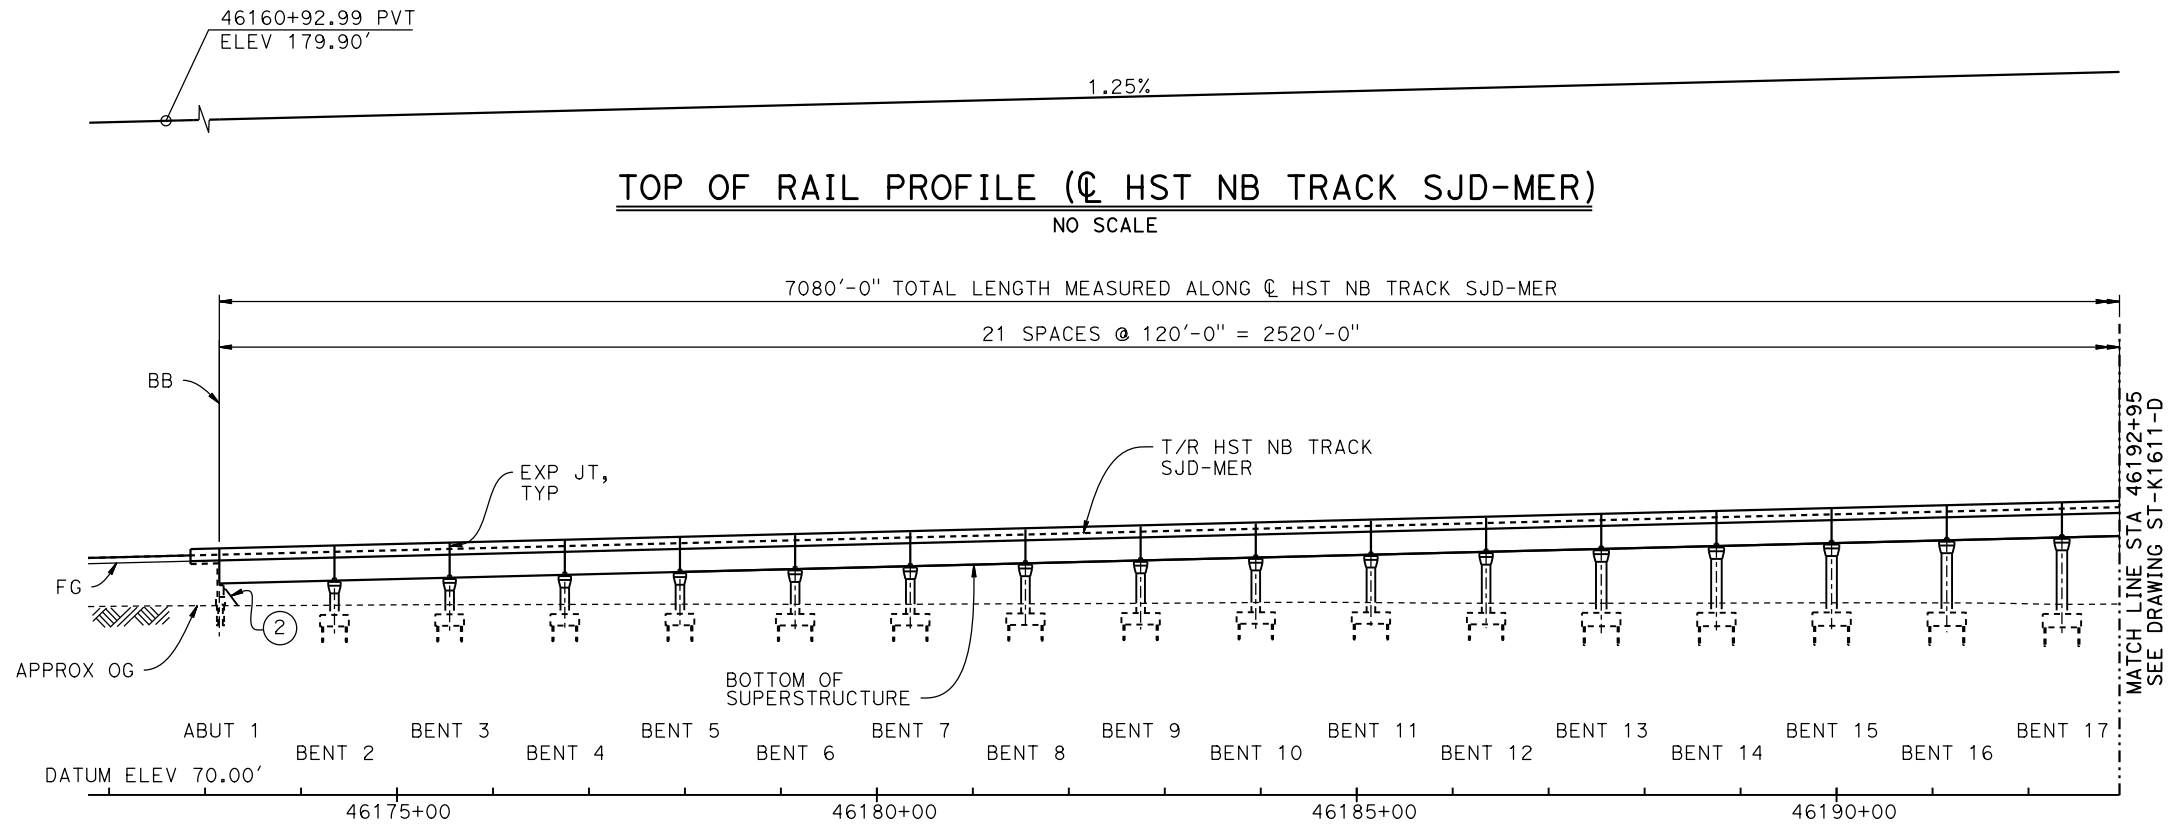 46160+92.99 PVT
ELEV 179.90'
1.25%
TOP OF RAIL PROFILE (℄ HST NB TRACK SJD-MER)
NO SCALE
7080'-0" TOTAL LENGTH MEASURED ALONG ℄ HST NB TRACK SJD-MER
21 SPACES @ 120'-0" = 2520'-0"
BB
EXP JT,
TYP
T/R HST NB TRACK
SJD-MER
MATCH LINE STA 46192+95
SEE DRAWING ST-K1611-D
FG
2
APPROX OG
BOTTOM OF
SUPERSTRUCTURE
ABUT 1
BENT 2
BENT 3
BENT 4
BENT 5
BENT 6
BENT 7
BENT 8
BENT 9
BENT 10
BENT 11
BENT 12
BENT 13
BENT 14
BENT 15
BENT 16
BENT 17
DATUM ELEV 70.00'
46175+00
46180+00
46185+00
46190+00